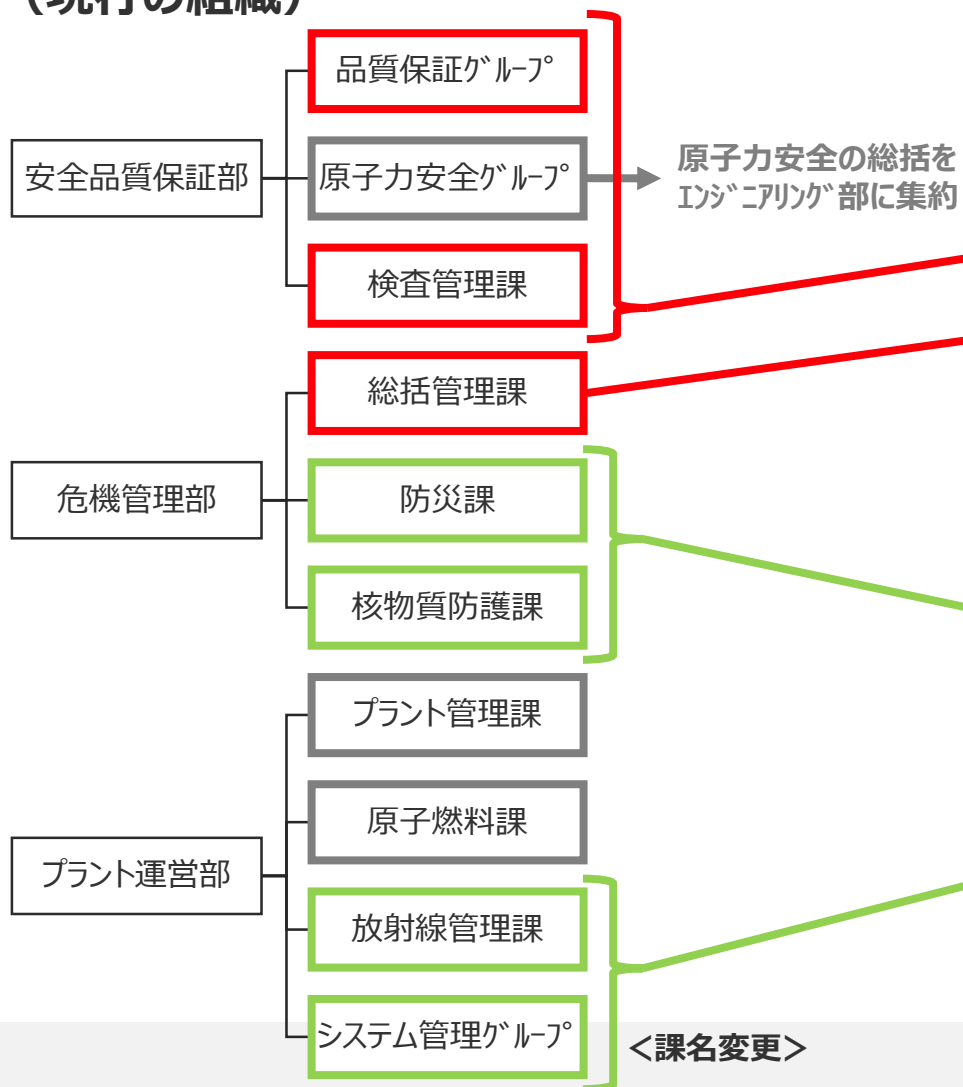 （現行の組織）
品質保証ｸﾞﾙｰﾌﾟ
安全品質保証部
原子力安全ｸﾞﾙｰﾌﾟ
原子力安全の総括を
ｴﾝｼﾞﾆｱﾘﾝｸﾞ部に集約
検査管理課
総括管理課
危機管理部
防災課
核物質防護課
プラント管理課
原子燃料課
プラント運営部
放射線管理課
システム管理ｸﾞﾙｰﾌﾟ
＜課名変更＞